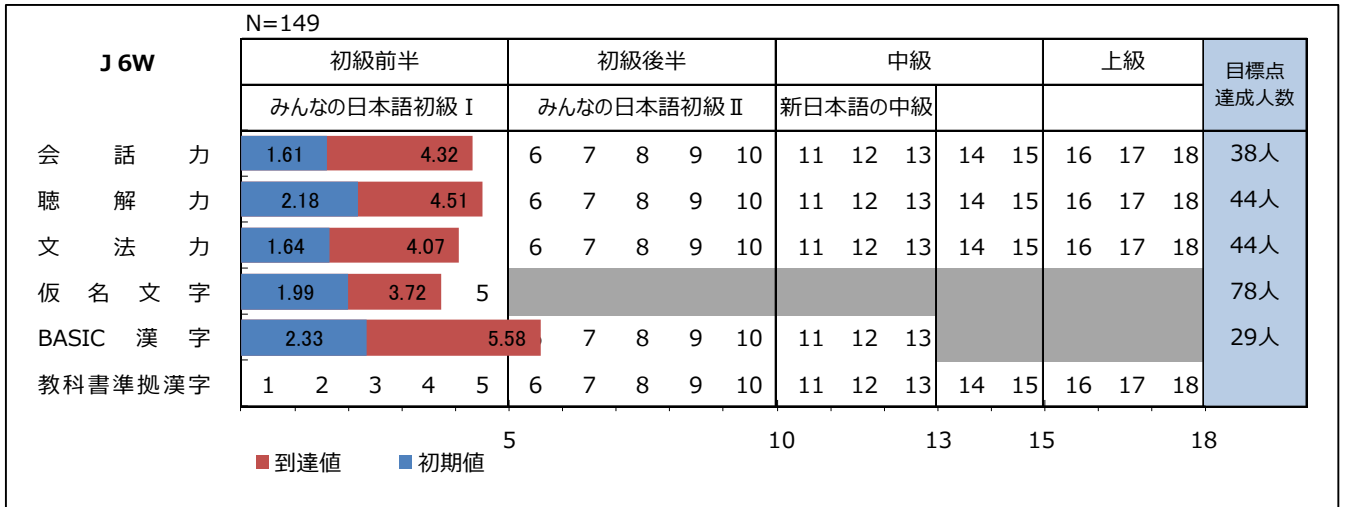 N=149
J 6W 初級前半 初級後半 中級 上級 目標点
達成人数
みんなの日本語初級 Ⅰ みんなの日本語初級 Ⅱ 新日本語の中級
会 話 力 1.61 4.32 6 7 8 9 10 11 12 13 14 15 16 17 18 38人
聴 解 力 2.18 4.51 6 7 8 9 10 11 12 13 14 15 16 17 18 44人
文 法 力 1.64 4.07 6 7 8 9 10 11 12 13 14 15 16 17 18 44人
仮 名 文 字 1.99 3.72 5 78人
BASIC 漢 字 2.33 5.58 7 8 9 10 11 12 13 29人
教科書準拠漢字 1 2 3 4 5 6 7 8 9 10 11 12 13 14 15 16 17 18
5 10 13 15 18
到達値 初期値